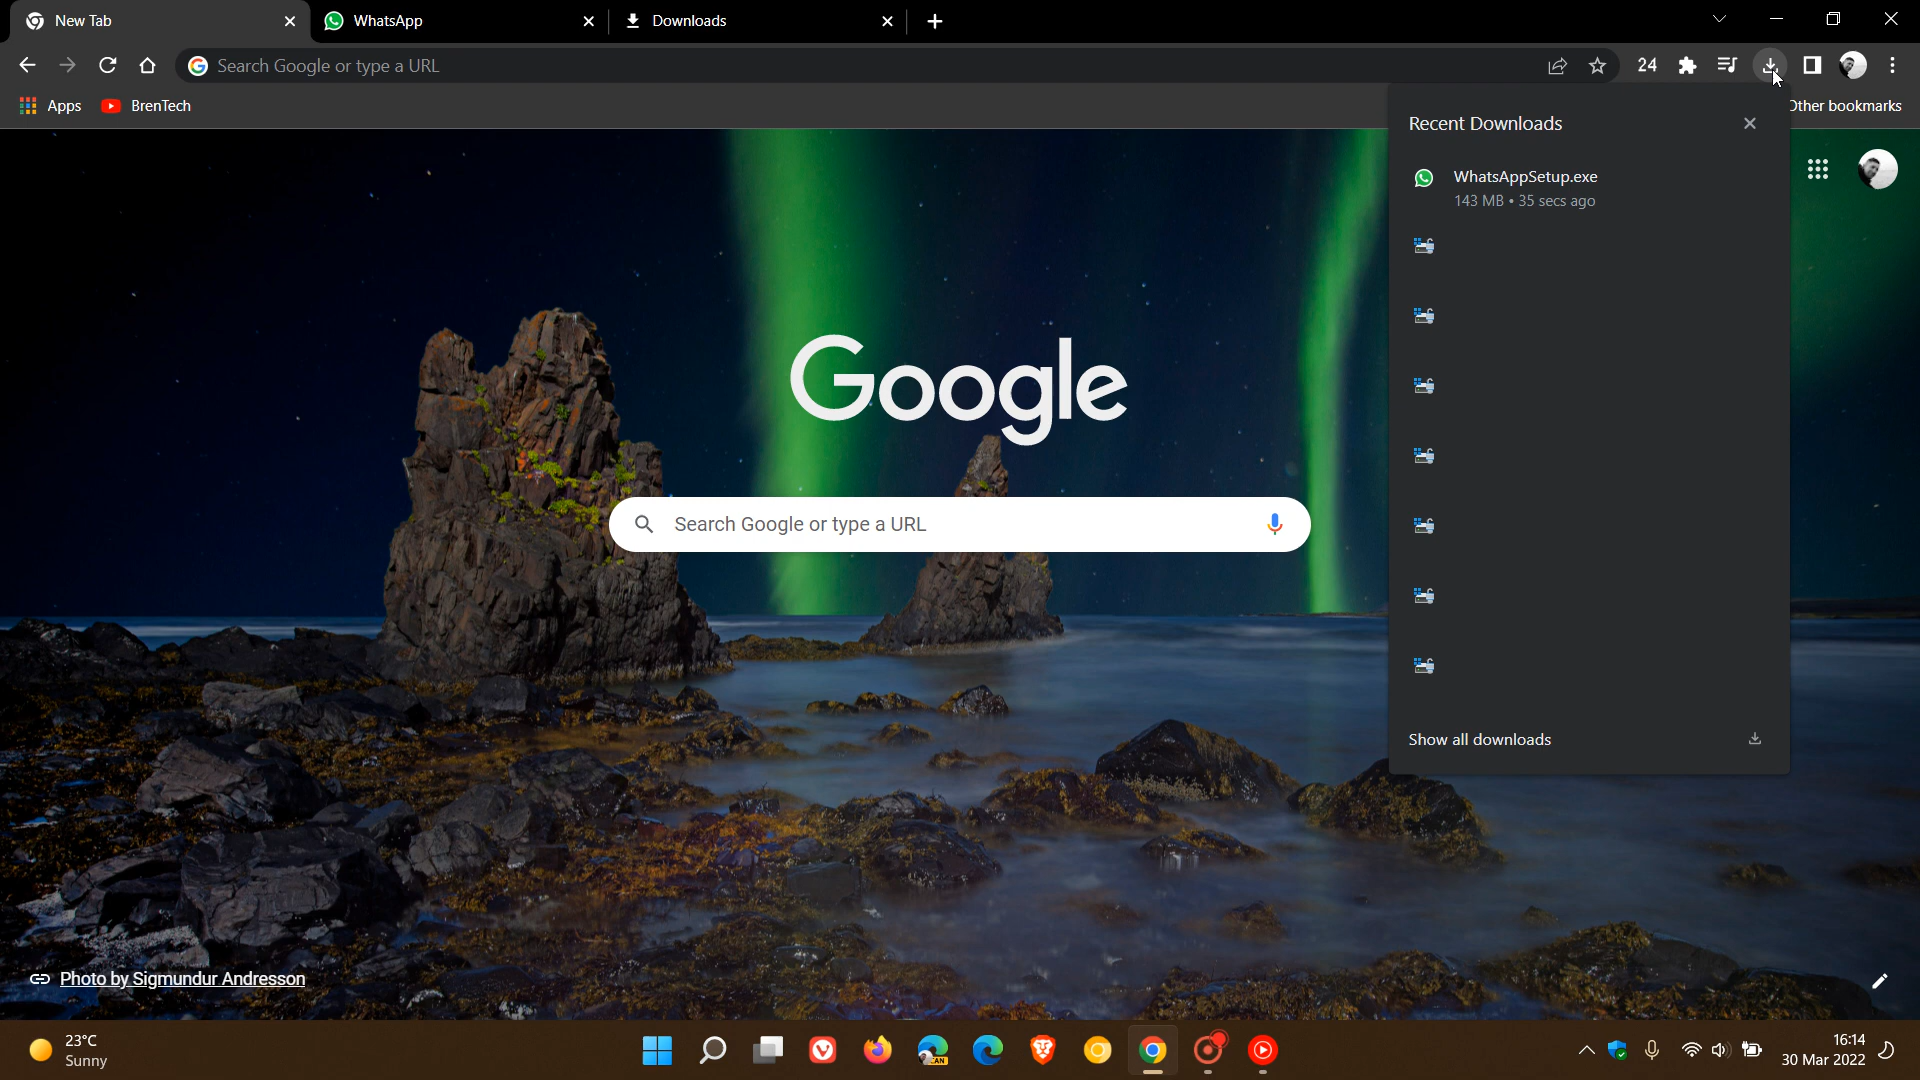 New Tab
WhatsApp
Downloads
Search Google or type a URL
24
Apps
BrenTech
Other bookmarks
Recent Downloads
WhatsAppSetup.exe
143 MB • 35 secs ago
Show all downloads
Google
Search Google or type a URL
Photo by Sigmundur Andresson
23°C
Sunny
CAN
16:14
30 Mar 2022